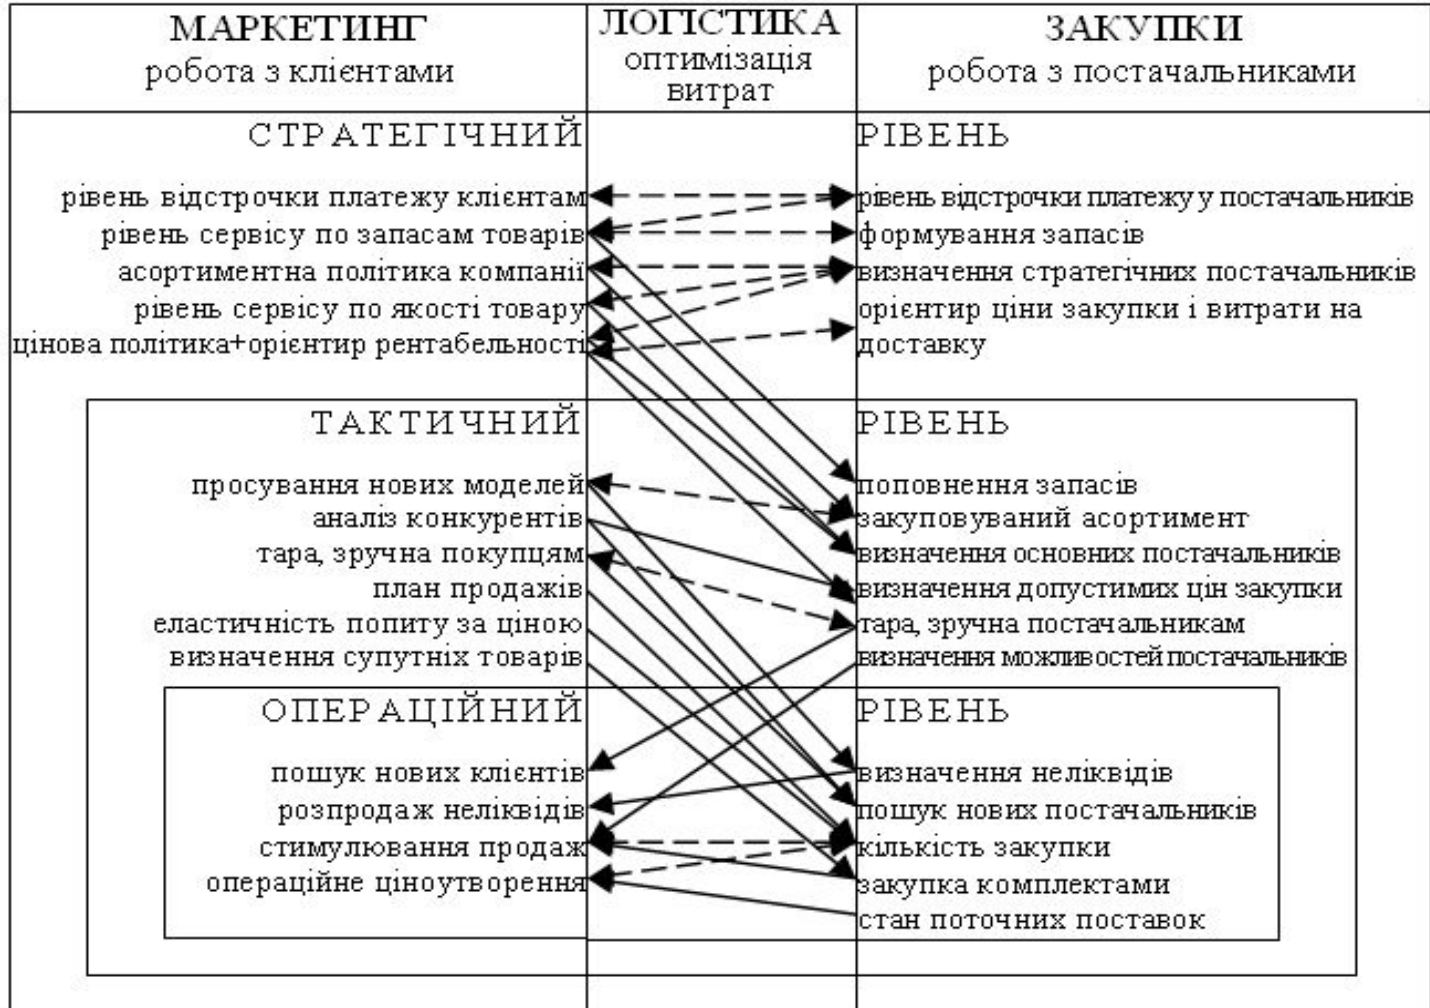 МАРКЕТИНГ
робота з клієнтами
ЛОГІСТИКА
оптимізація
витрат
ЗАКУПКИ
робота з постачальниками
СТРАТЕГІЧНИЙ РІВЕНЬ
рівень відстрочки платежу клієнтам
рівень відстрочки платежу у постачальників
рівень сервісу по запасам товарів
формування запасів
асортиментна політика компанії
визначення стратегічних постачальників
рівень сервісу по якості товару
орієнтир ціни закупки і витрати на
цінова політика+орієнтир рентабельності
доставку
ТАКТИЧНИЙ РІВЕНЬ
просування нових моделей
поповнення запасів
аналіз конкурентів
закуповуваний асортимент
тара, зручна покупцям
визначення основних постачальників
план продажів
визначення допустимих цін закупки
еластичність попиту за ціною
тара, зручна постачальникам
визначення супутніх товарів
визначення можливостей постачальників
ОПЕРАЦІЙНИЙ РІВЕНЬ
пошук нових клієнтів
визначення неліквідів
розпродаж неліквідів
пошук нових постачальників
стимулювання продаж
кількість закупки
операційне ціноутворення
закупка комплектами
стан поточних поставок